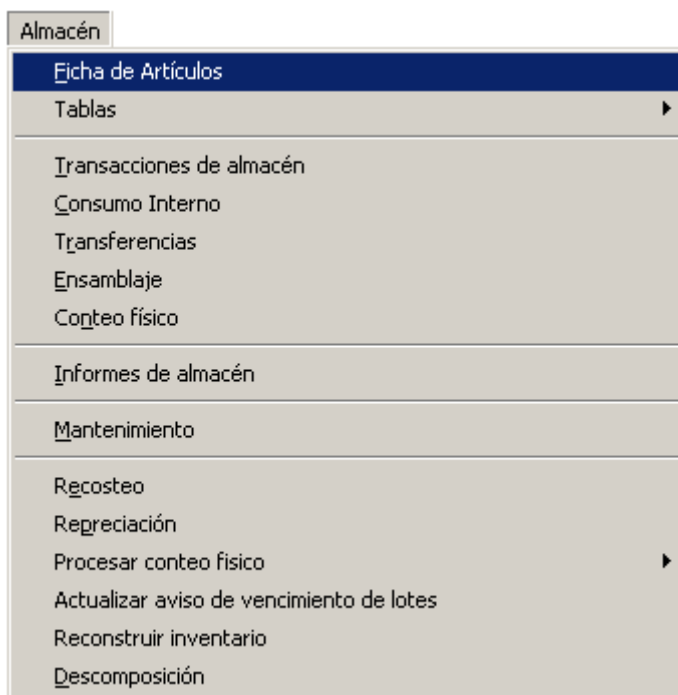 Almacén
Ficha de Artículos
Tablas
Transacciones de almacén
Consumo Interno
Transferencias
Ensamblaje
Conteo físico
Informes de almacén
Mantenimiento
Recosteo
Repreciación
Procesar conteo fisico
Actualizar aviso de vencimiento de lotes
Reconstruir inventario
Descomposición